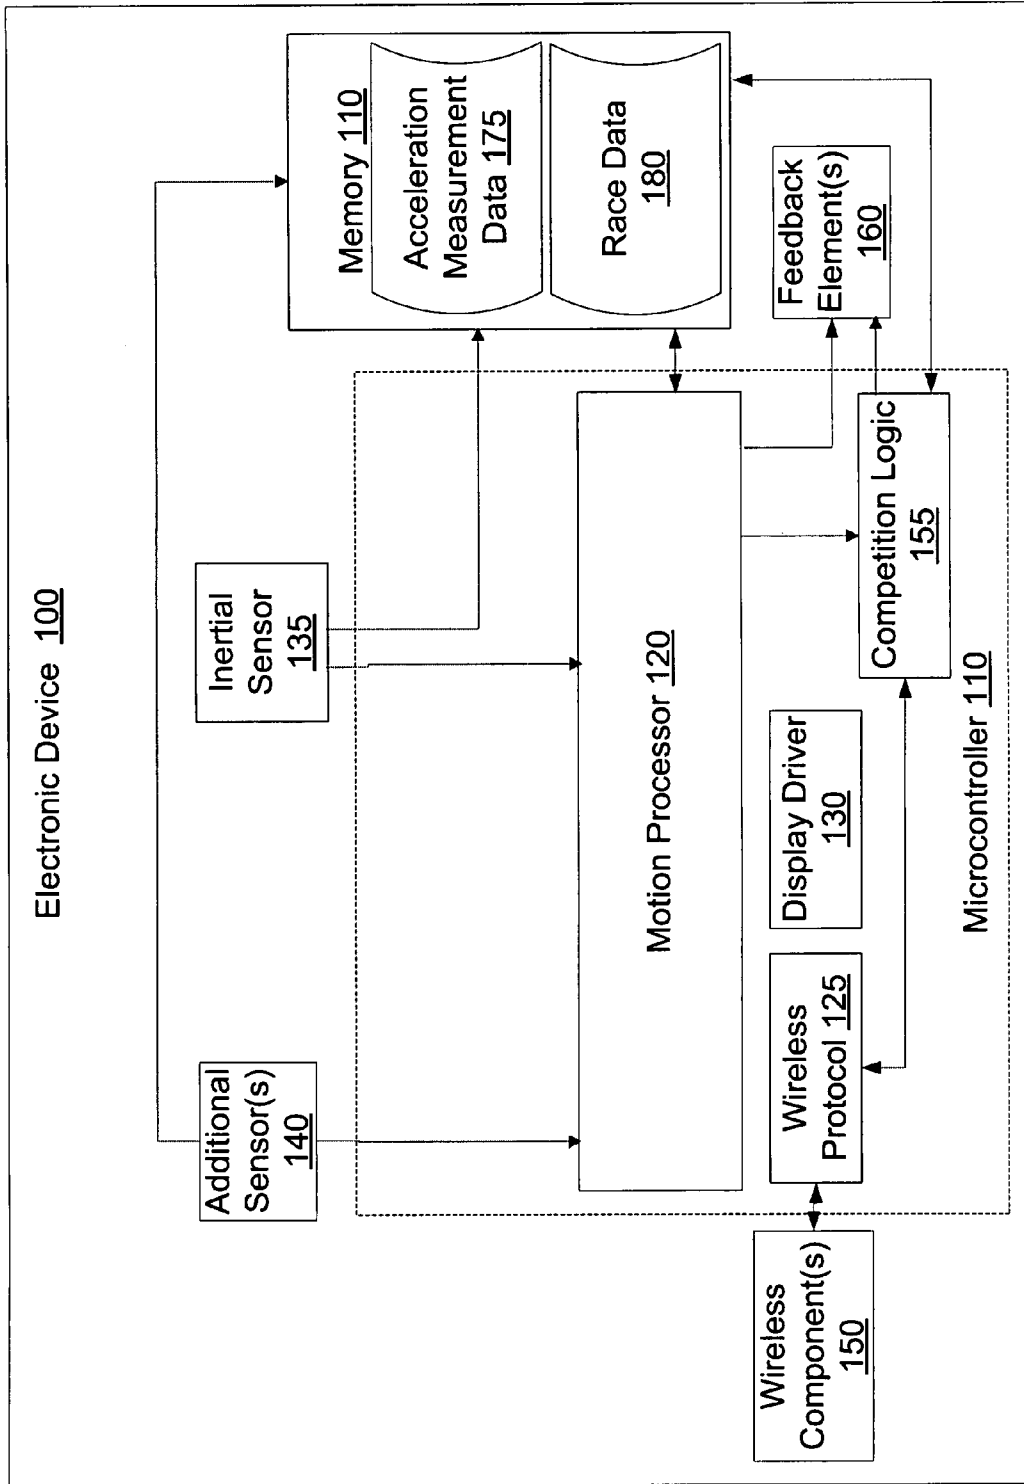 Electronic Device 100
Additional
Sensor(s)
140
Inertial
Sensor
135
Memory 110
Acceleration
Measurement
Data 175
Race Data
180
Motion Processor 120
Wireless
Component(s)
150
Wireless
Protocol 125
Display Driver
130
Competition Logic
155
Feedback
Element(s)
160
Microcontroller 110